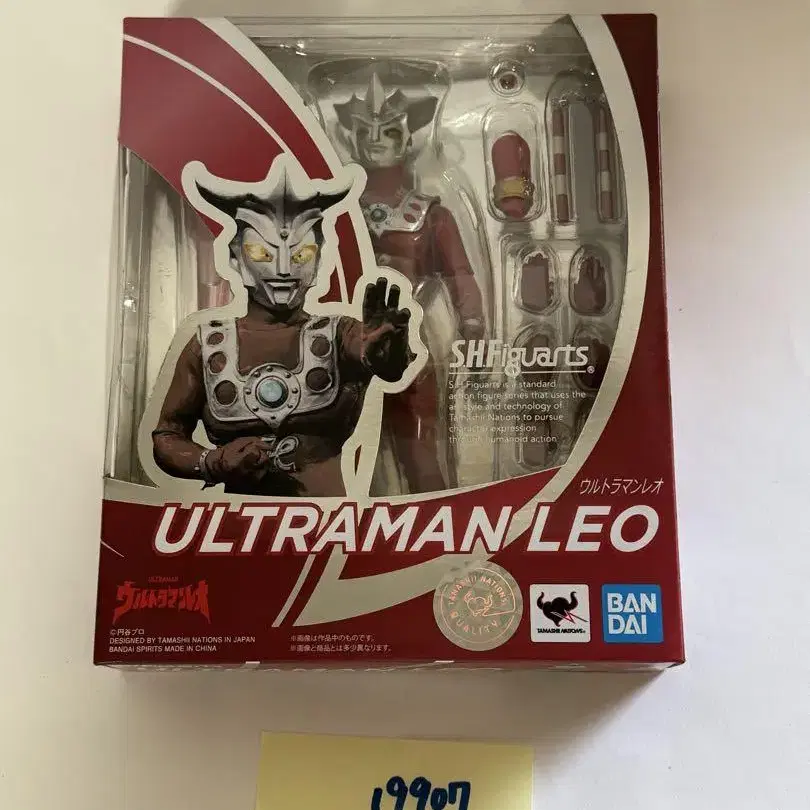 S.H.Figuarts®
S.H.Figuarts is a standard
action figure series that uses the
art style and technology of
Tamashii Nations to pursue
character expression
through humanoid action.
ウルトラマンレオ
ULTRAMAN LEO
ULTRAMAN
ウルトラマンレオ
©円谷プロ
DESIGNED BY TAMASHII NATIONS IN JAPAN
BANDAI SPIRITS MADE IN CHINA
※画像は作品中のものです。
※画像と商品とは多少異なります。
TAMASHII NATIONS
QUALITY
TAMASHII NATIONS®
BAN
DAI
19907